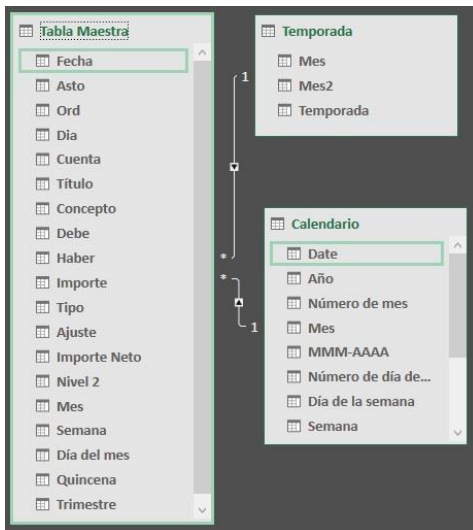 Tabla Maestra
Fecha
Asto
Ord
Dia
Cuenta
Título
Concepto
Debe
Haber
Importe
Tipo
Ajuste
Importe Neto
Nivel 2
Mes
Semana
Día del mes
Quincena
Trimestre
Temporada
Mes
Mes2
Temporada
1
*
*
1
Calendario
Date
Año
Número de mes
Mes
MMM-AAAA
Número de día de...
Día de la semana
Semana